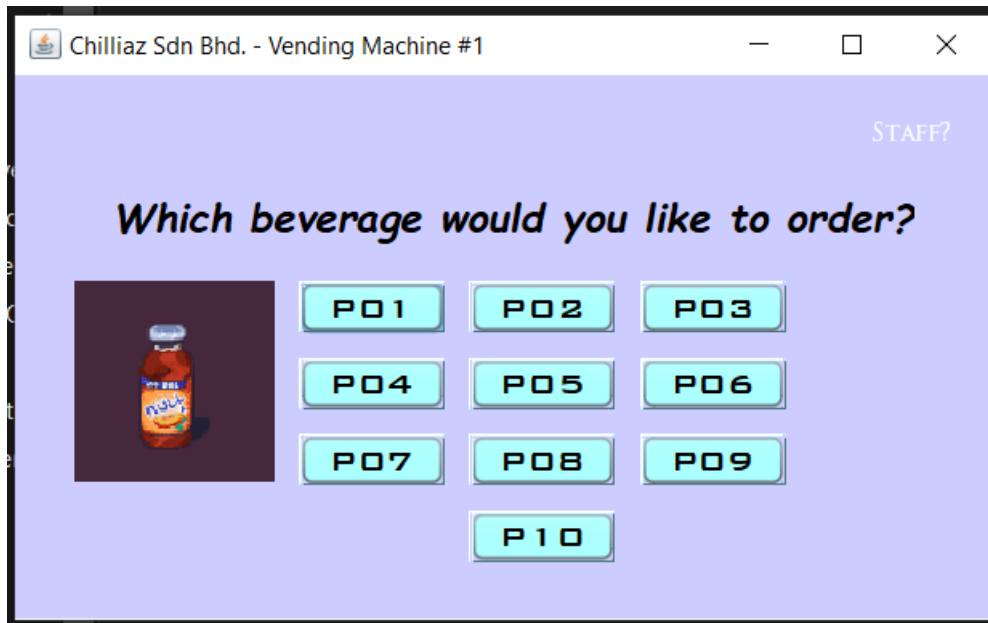 Chilliaz Sdn Bhd. - Vending Machine #1
Staff?
Which beverage would you like to order?
P01 P02 P03
P04 P05 P06
P07 P08 P09
P10
NULL